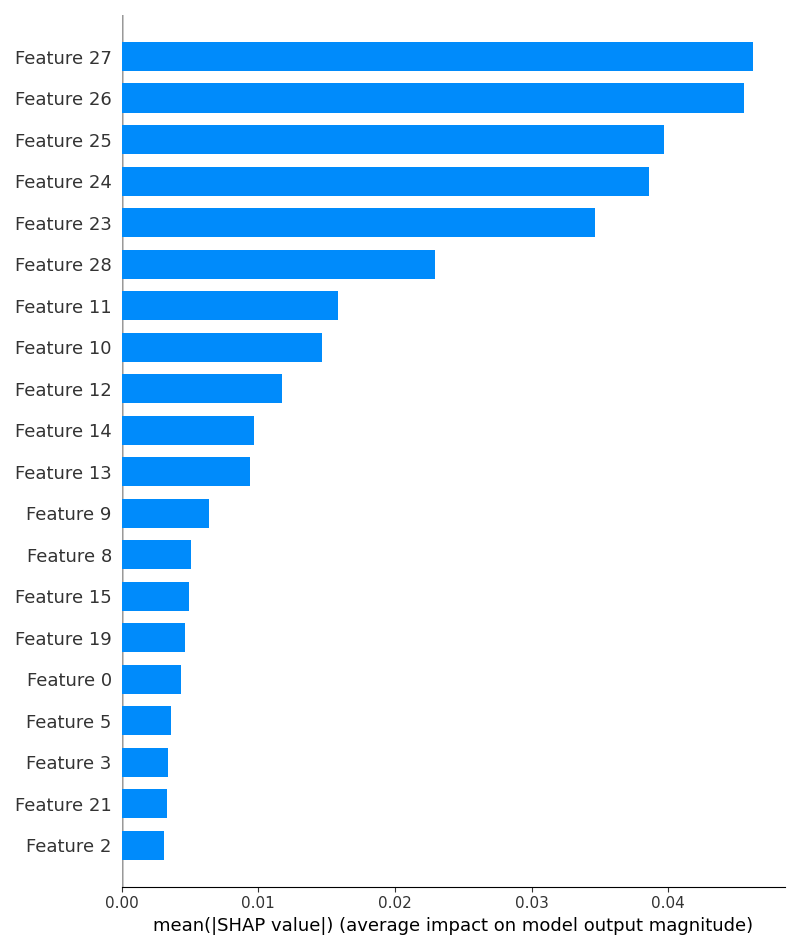 Feature 27
Feature 26
Feature 25
Feature 24
Feature 23
Feature 28
Feature 11
Feature 10
Feature 12
Feature 14
Feature 13
Feature 9
Feature 8
Feature 15
Feature 19
Feature 0
Feature 5
Feature 3
Feature 21
Feature 2
0.00 0.01 0.02 0.03 0.04
mean(|SHAP value|) (average impact on model output magnitude)